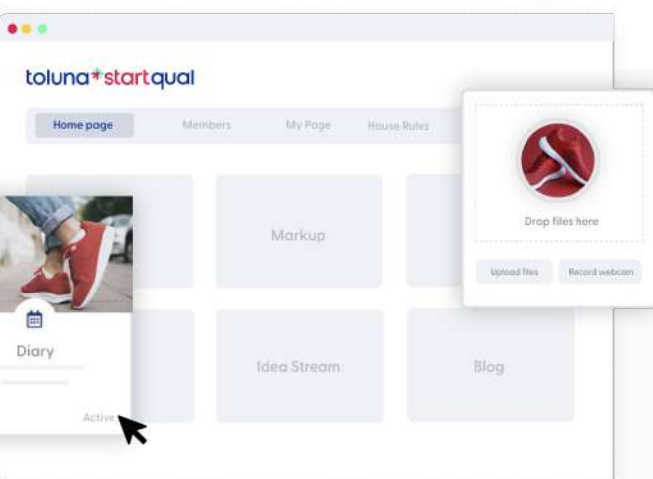 toluna*startqual
Home page
Members
My Page
House Rules
Drop files here
Markup
Upload files
Record webcam
Diary
Idea Stream
Blog
Active